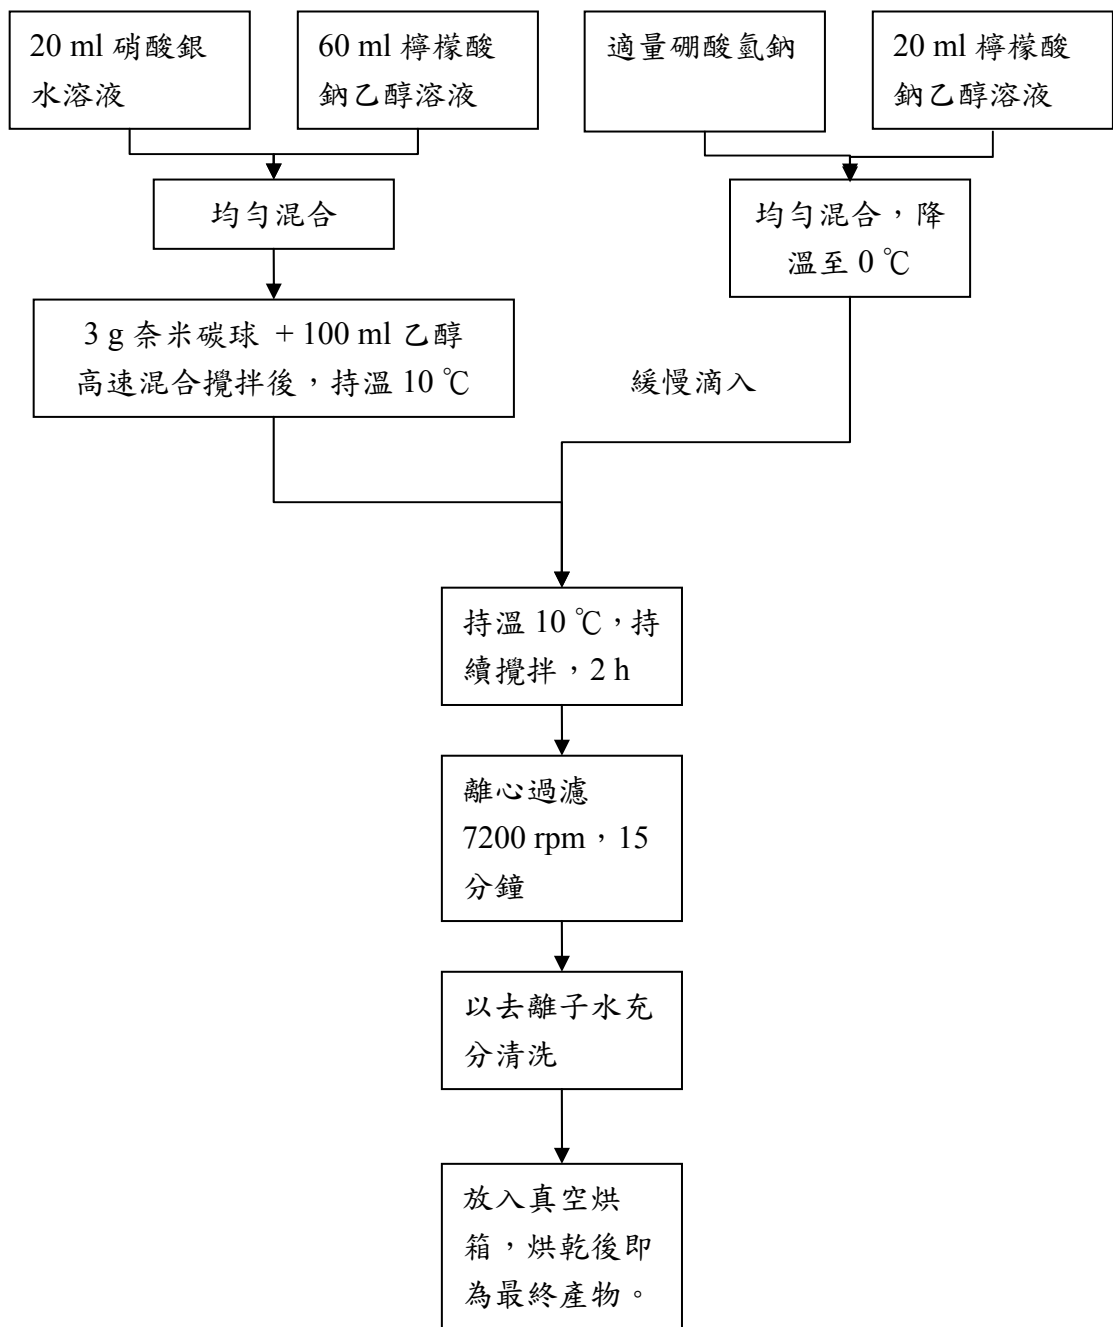 20 ml 硝酸銀
水溶液
60 ml 檸檬酸
鈉乙醇溶液
適量硼酸氫鈉
20 ml 檸檬酸
鈉乙醇溶液
均勻混合
均勻混合，降
溫至 0 ℃
3 g 奈米碳球 + 100 ml 乙醇
高速混合攪拌後，持溫 10 ℃
緩慢滴入
持溫 10 ℃，持
續攪拌，2 h
離心過濾
7200 rpm，15
分鐘
以去離子水充
分清洗
放入真空烘
箱，烘乾後即
為最終產物。